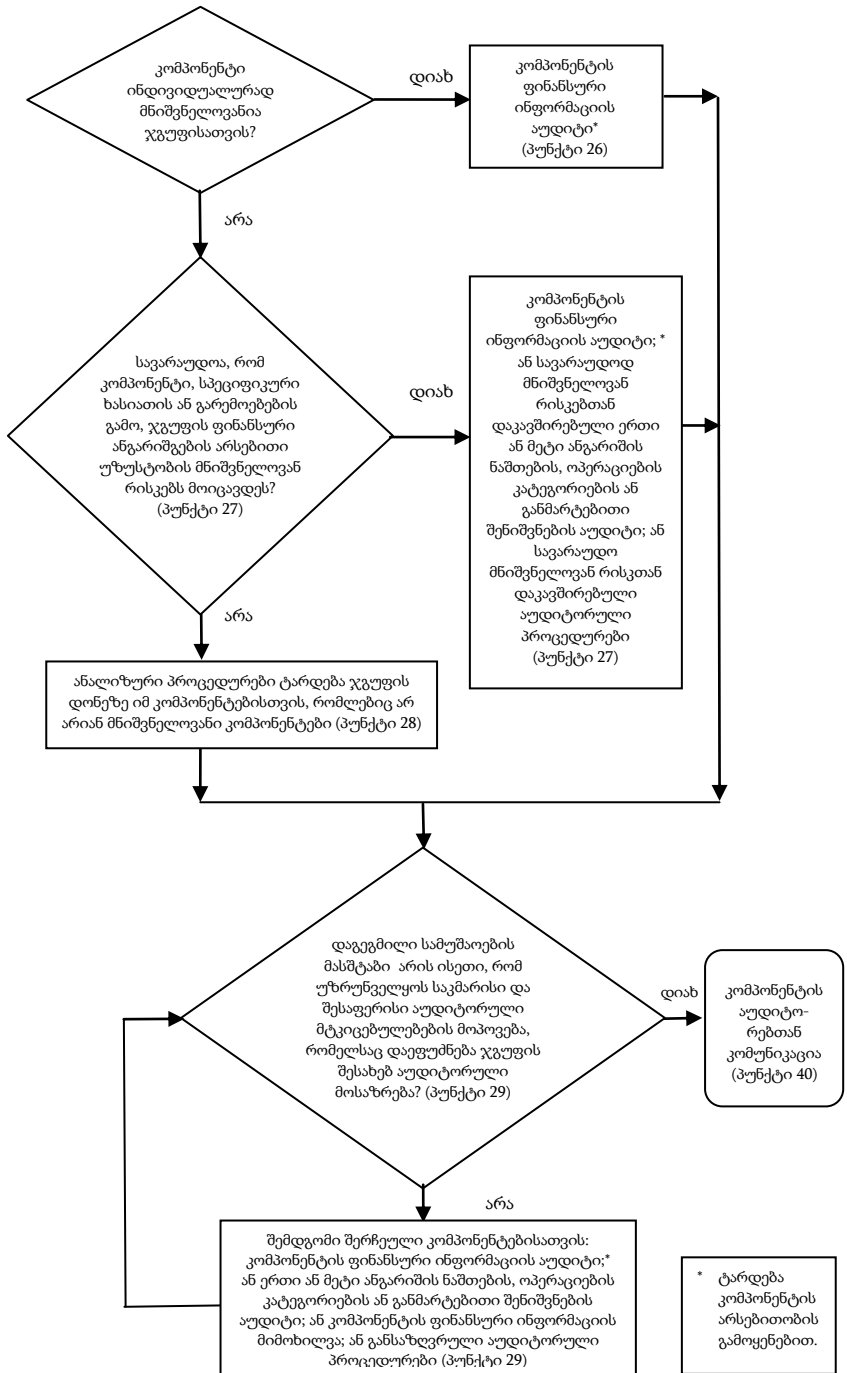 კომპონენტი
ინდივიდუალურად
მნიშვნელოვანია
ჯგუფისათვის?
დიახ
კომპონენტის
ფინანსური
ინფორმაციის
აუდიტი*
(პუნქტი 26)
არა
სავარაუდოა, რომ
კომპონენტი, სპეციფიკური
ხასიათის ან გარემოებების
გამო, ჯგუფის ფინანსური
ანგარიშგების არსებითი
უზუსტობის მნიშვნელოვან
რისკებს მოიცავდეს?
(პუნქტი 27)
დიახ
კომპონენტის
ფინანსური
ინფორმაციის აუდიტი; *
ან სავარაუდოდ
მნიშვნელოვან
რისკებთან
დაკავშირებული ერთი
ან მეტი ანგარიშის
ნაშთების, ოპერაციების
კატეგორიების ან
განმარტებითი
შენიშვნების აუდიტი; ან
სავარაუდო
მნიშვნელოვან რისკთან
დაკავშირებული
აუდიტორული
პროცედურები
(პუნქტი 27)
არა
ანალიზური პროცედურები ტარდება ჯგუფის
დონეზე იმ კომპონენტებისთვის, რომლებიც არ
არიან მნიშვნელოვანი კომპონენტები (პუნქტი 28)
დაგეგმილი სამუშაოების
მასშტაბი არის ისეთი, რომ
უზრუნველყოს საკმარისი და
შესაფერისი აუდიტორული
მტკიცებულებების მოპოვება,
რომელსაც დაეფუძნება ჯგუფის
შესახებ აუდიტორული
მოსაზრება? (პუნქტი 29)
დიახ
კომპონენტის
აუდიტო-
რებთან
კომუნიკაცია
(პუნქტი 40)
არა
შემდგომი შერჩეული კომპონენტებისათვის:
კომპონენტის ფინანსური ინფორმაციის აუდიტი;*
ან ერთი ან მეტი ანგარიშის ნაშთების, ოპერაციების
კატეგორიების ან განმარტებითი შენიშვნების
აუდიტი; ან კომპონენტის ფინანსური ინფორმაციის
მიმოხილვა; ან განსაზღვრული აუდიტორული
პროცედურები (პუნქტი 29)
* ტარდება
კომპონენტის
არსებითობის
გამოყენებით.